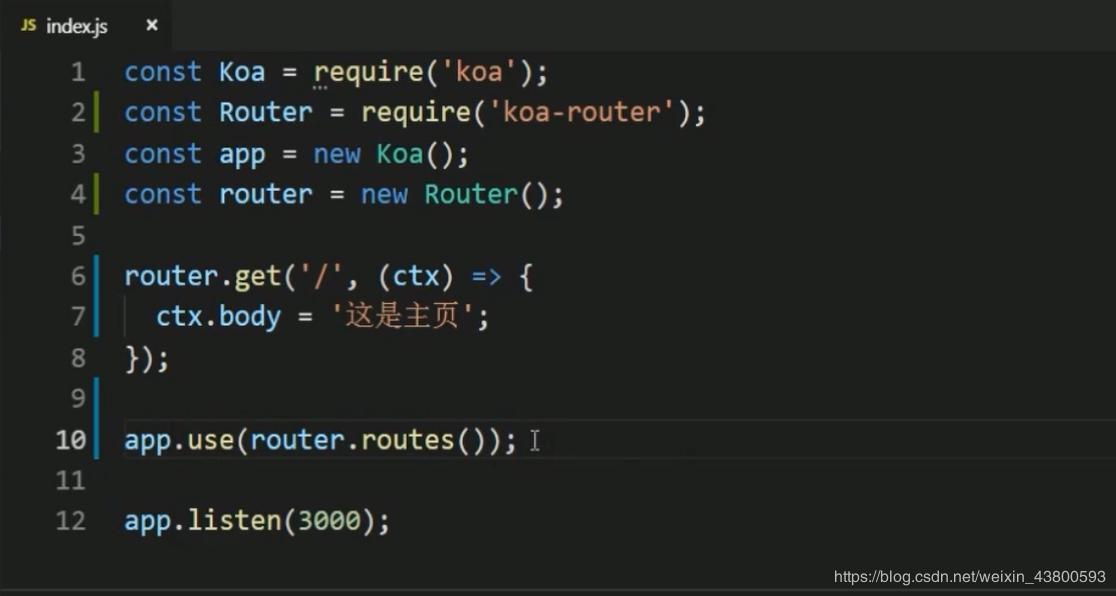 JS index.js ×
1 const Koa = require('koa');
2 const Router = require('koa-router');
3 const app = new Koa();
4 const router = new Router();
5
6 router.get('/', (ctx) => {
7   ctx.body = '这是主页';
8 });
9
10 app.use(router.routes());
11
12 app.listen(3000);
https://blog.csdn.net/weixin_43800593